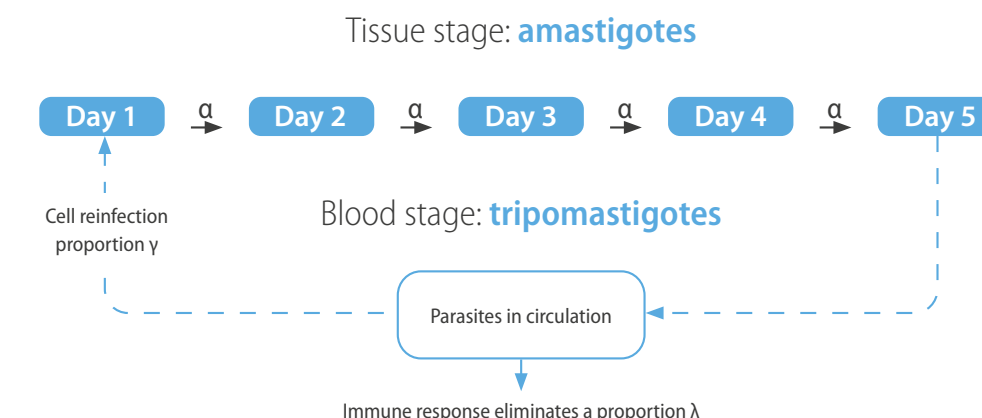 Tissue stage: amastigotes
Day 1 α Day 2 α Day 3 α Day 4 α Day 5
Cell reinfection
proportion γ
Blood stage: tripomastigotes
Parasites in circulation
Immune response eliminates a proportion λ